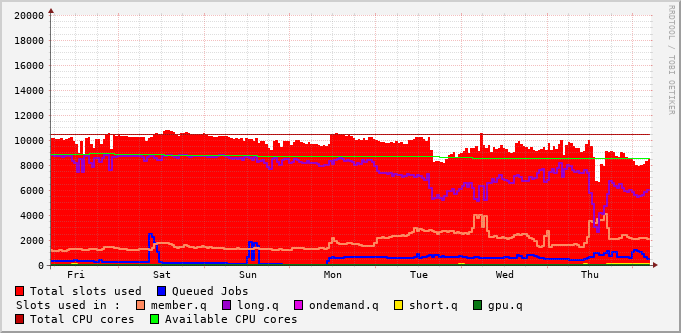 20000
18000
16000
14000
12000
10000
8000
6000
4000
2000
0
Fri Sat Sun Mon Tue Wed Thu
Total slots used Queued Jobs
Slots used in : member.q long.q ondemand.q short.q gpu.q
Total CPU cores Available CPU cores
RRDTOOL / TOBI OETIKER